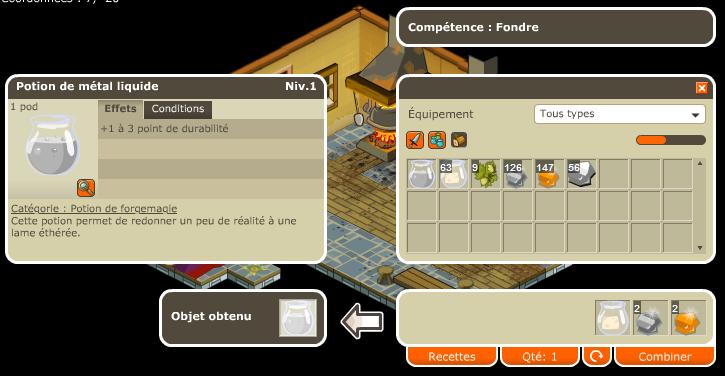 Compétence : Fondre
Potion de métal liquide Niv.1
1 pod
Effets Conditions
+1 à 3 point de durabilité
Catégorie : Potion de forgemagie
Cette potion permet de redonner un peu de réalité à une
lame éthérée.
Équipement Tous types
63 9 126 147 56
Objet obtenu
2 2
Recettes Qté: 1 Combiner